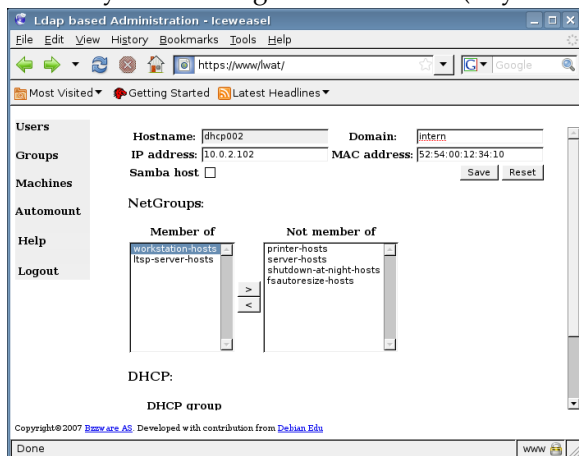 Ldap based Administration - Iceweasel
File Edit View History Bookmarks Tools Help
https://www/lwat/ G Google
Most Visited Getting Started Latest Headlines
Users
Groups
Machines
Automount
Help
Logout
Hostname: dhcp002 Domain: intern
IP address: 10.0.2.102 MAC address: 52:54:00:12:34:10
Samba host Save Reset
NetGroups:
Member of Not member of
workstation-hosts printer-hosts
ltsp-server-hosts server-hosts
shutdown-at-night-hosts
fsautoresize-hosts
>
<
DHCP:
DHCP group
Copyright©2007 Bzzware AS. Developed with contribution from Debian Edu
Done www